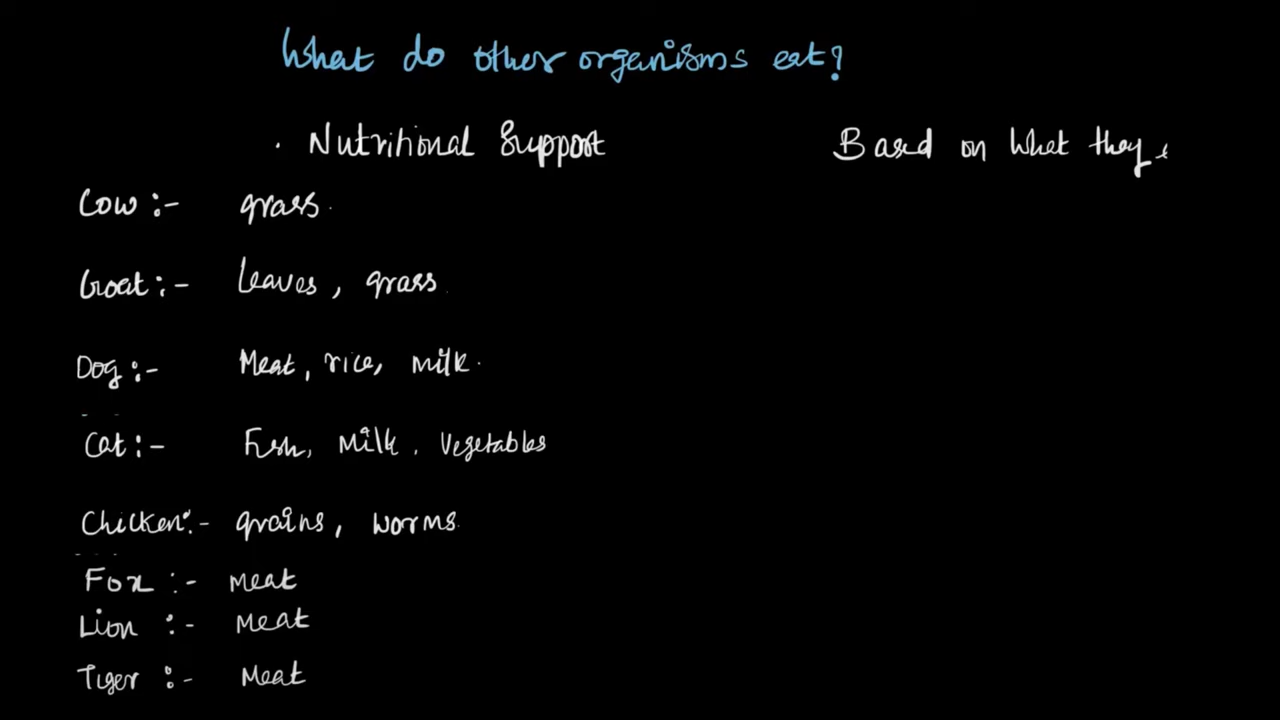 What do other organisms eat?
· Nutritional Support
Based on What they
Cow :- grass.
Goat :- Leaves, grass
Dog :- Meat, rice, milk.
Cat :- Fish, Milk, Vegetables
Chicken :- grains, worms.
Fox :- Meat
Lion :- Meat
Tiger :- Meat